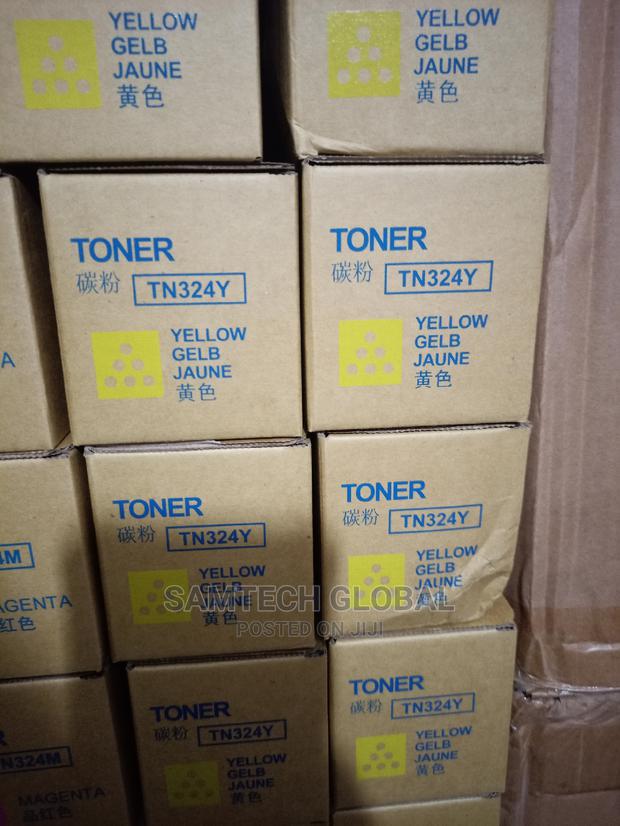 YELLOW
GELB
JAUNE
黄色
YELLOW
GELB
JAUNE
黄色
TONER
碳粉 TN324Y
YELLOW
GELB
JAUNE
黄色
TONER
碳粉 TN324Y
YELLOW
GELB
JAUNE
黄色
A
TONER
碳粉 TN324Y
YELLOW
GELB
JAUNE
黄色
TONER
碳粉 TN324Y
YELLOW
GELB
JAUNE
黄色
4M
AGENTA
红色
SAMTECH GLOBAL
POSTED ON JIJI
TONER
碳粉 TN324Y
YELLOW
GELB
JAUNE
黄色
TONER
碳粉 TN324Y
YELLOW
GELB
JAUNE
黄色
R
N324M
MAGENTA
品红色